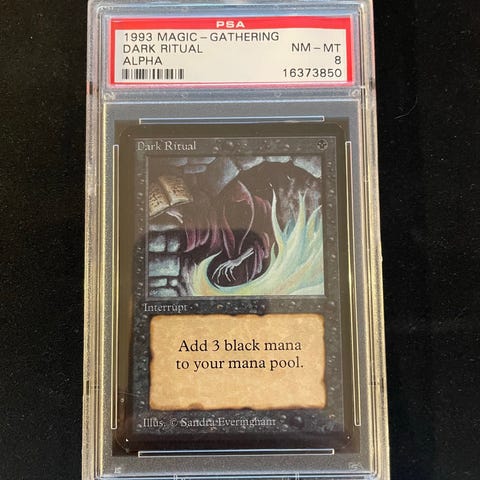 PSA
1993 MAGIC - GATHERING
DARK RITUAL NM - MT
ALPHA 8
16373850
Dark Ritual
Interrupt
Add 3 black mana
to your mana pool.
Illus. © Sandra Everingham